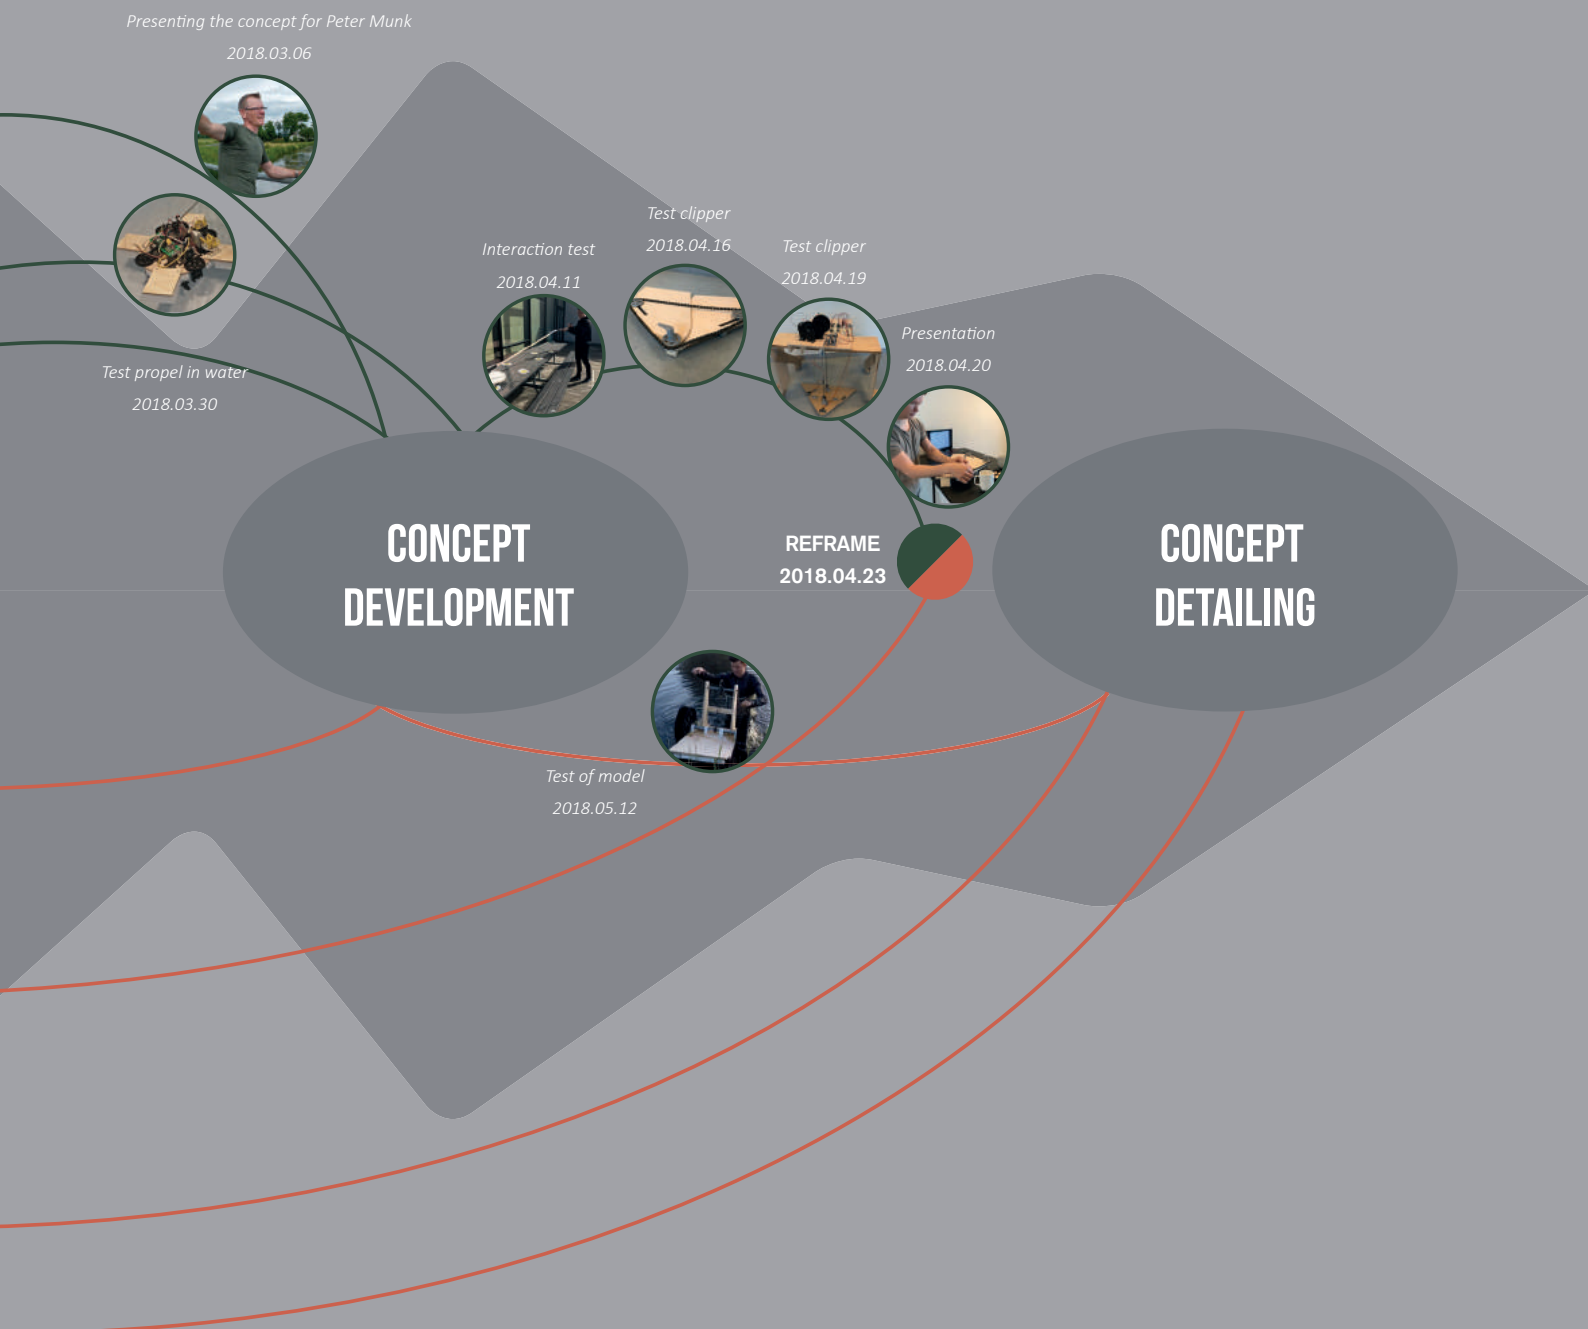 Presenting the concept for Peter Munk
2018.03.06
Test propel in water
2018.03.30
Interaction test
2018.04.11
Test clipper
2018.04.16
Test clipper
2018.04.19
Presentation
2018.04.20
REFRAME
2018.04.23
CONCEPT
DEVELOPMENT
CONCEPT
DETAILING
Test of model
2018.05.12